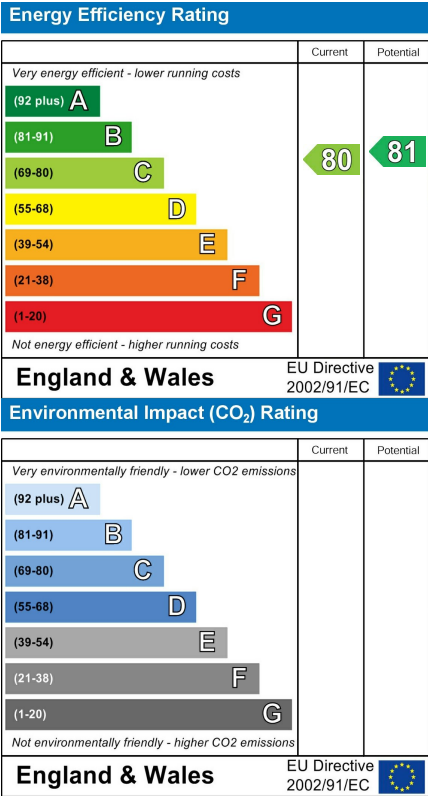 Energy Efficiency Rating
Current Potential
Very energy efficient - lower running costs
(92 plus) A
(81-91) B
(69-80) C
80 81
(55-68) D
(39-54) E
(21-38) F
(1-20) G
Not energy efficient - higher running costs
England & Wales
EU Directive
2002/91/EC
Environmental Impact (CO₂) Rating
Current Potential
Very environmentally friendly - lower CO2 emissions
(92 plus) A
(81-91) B
(69-80) C
(55-68) D
(39-54) E
(21-38) F
(1-20) G
Not environmentally friendly - higher CO2 emissions
England & Wales
EU Directive
2002/91/EC